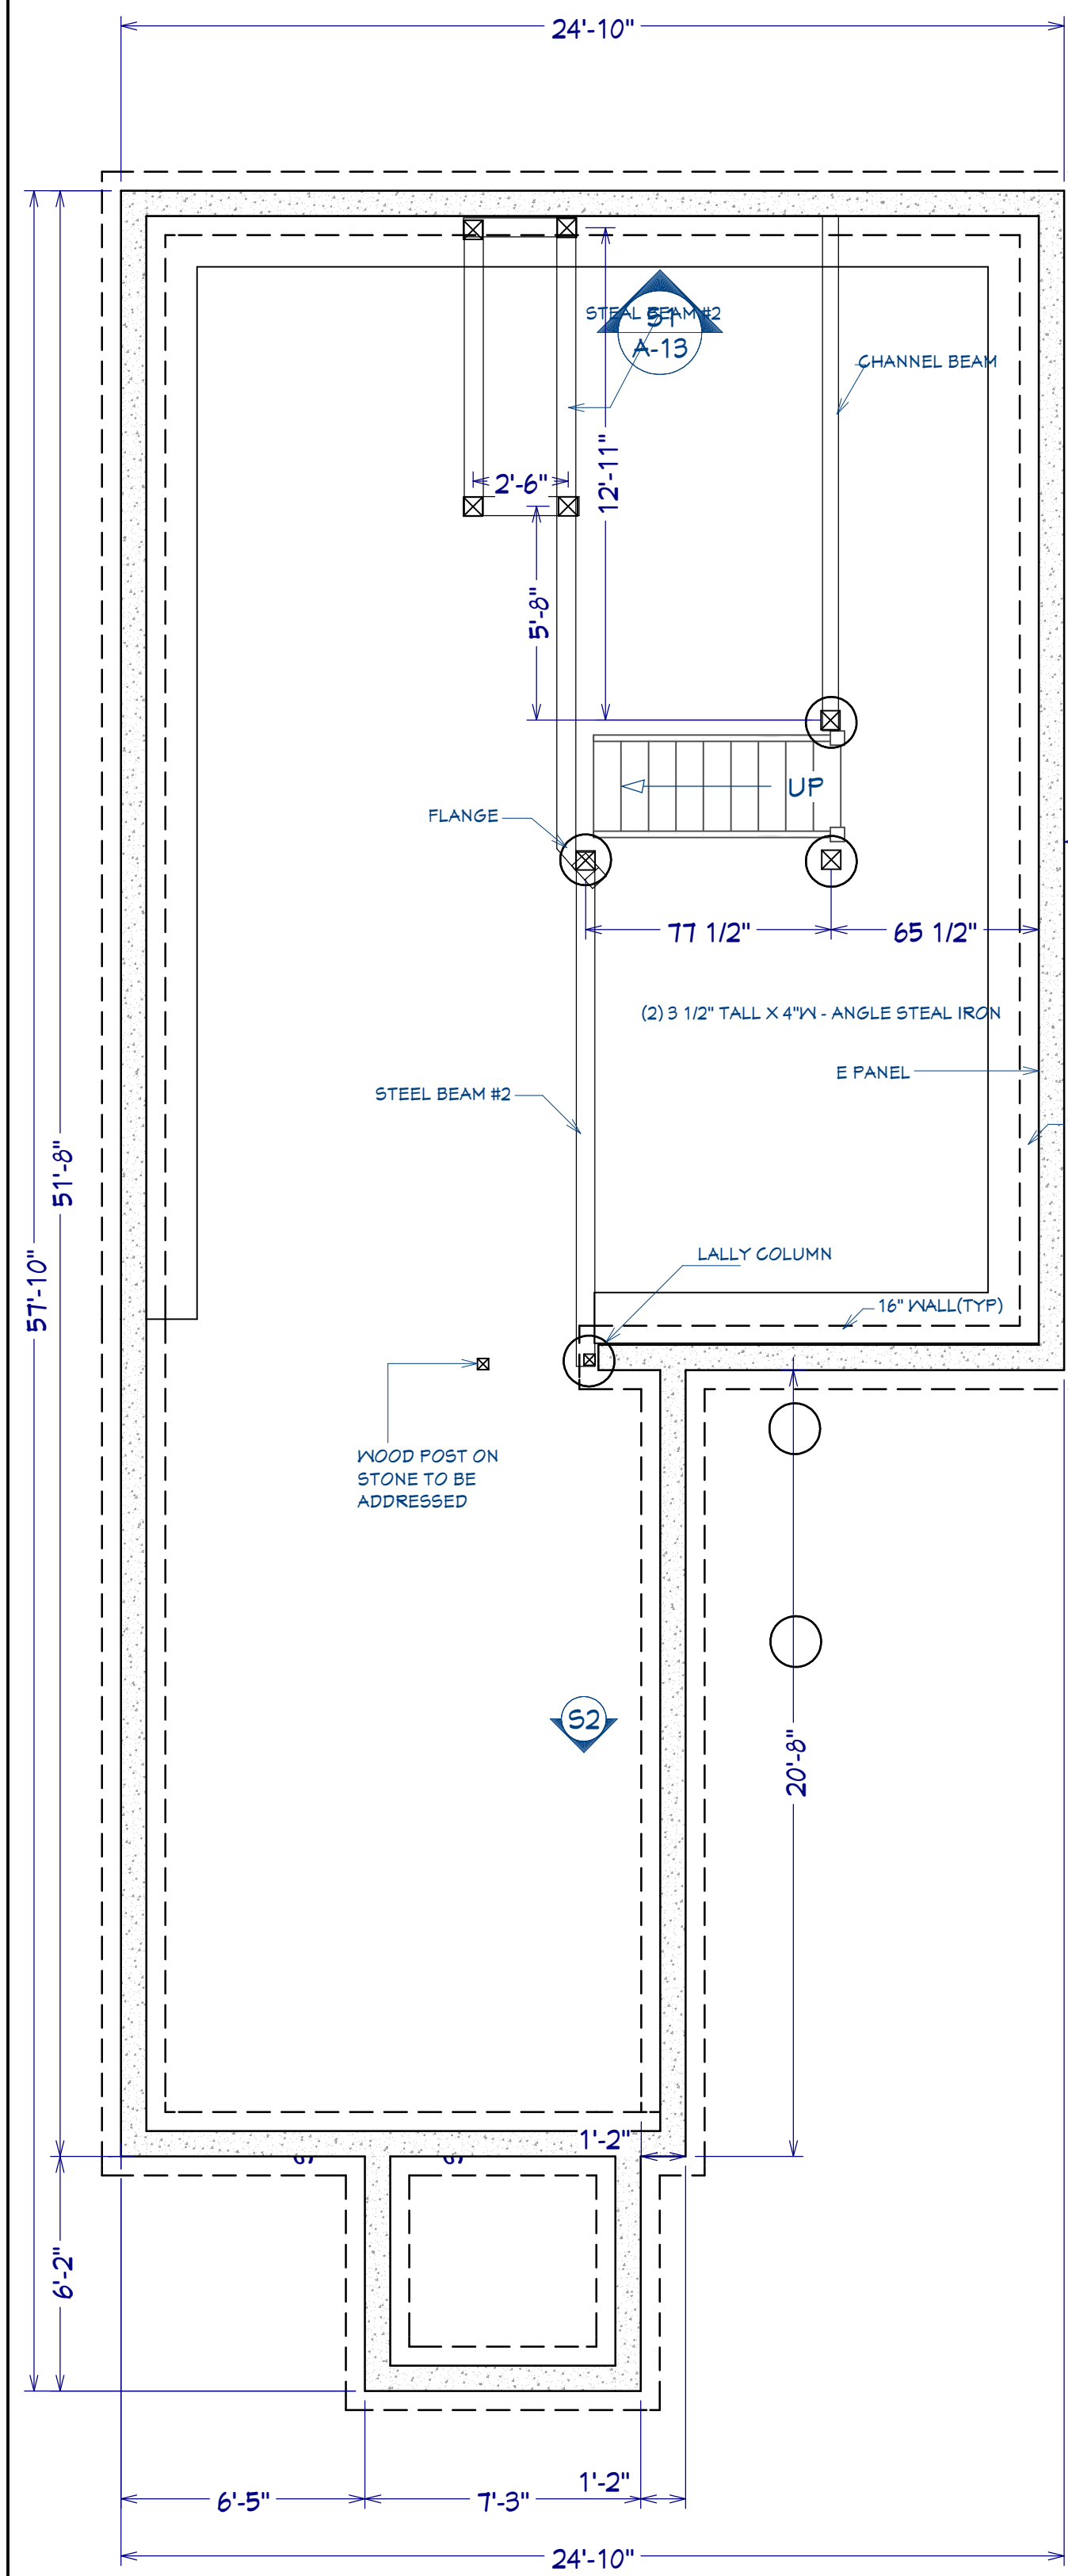 24'-10"
STEAL BEAM #2
S1
A-13
CHANNEL BEAM
2'-6"
12'-11"
5'-8"
UP
FLANGE
77 1/2"
65 1/2"
(2) 3 1/2" TALL X 4"W - ANGLE STEAL IRON
E PANEL
STEEL BEAM #2
51'-8"
57'-10"
LALLY COLUMN
16" WALL(TYP)
WOOD POST ON
STONE TO BE
ADDRESSED
S2
20'-8"
1'-2"
6'-2"
1'-2"
6'-5"
7'-3"
24'-10"